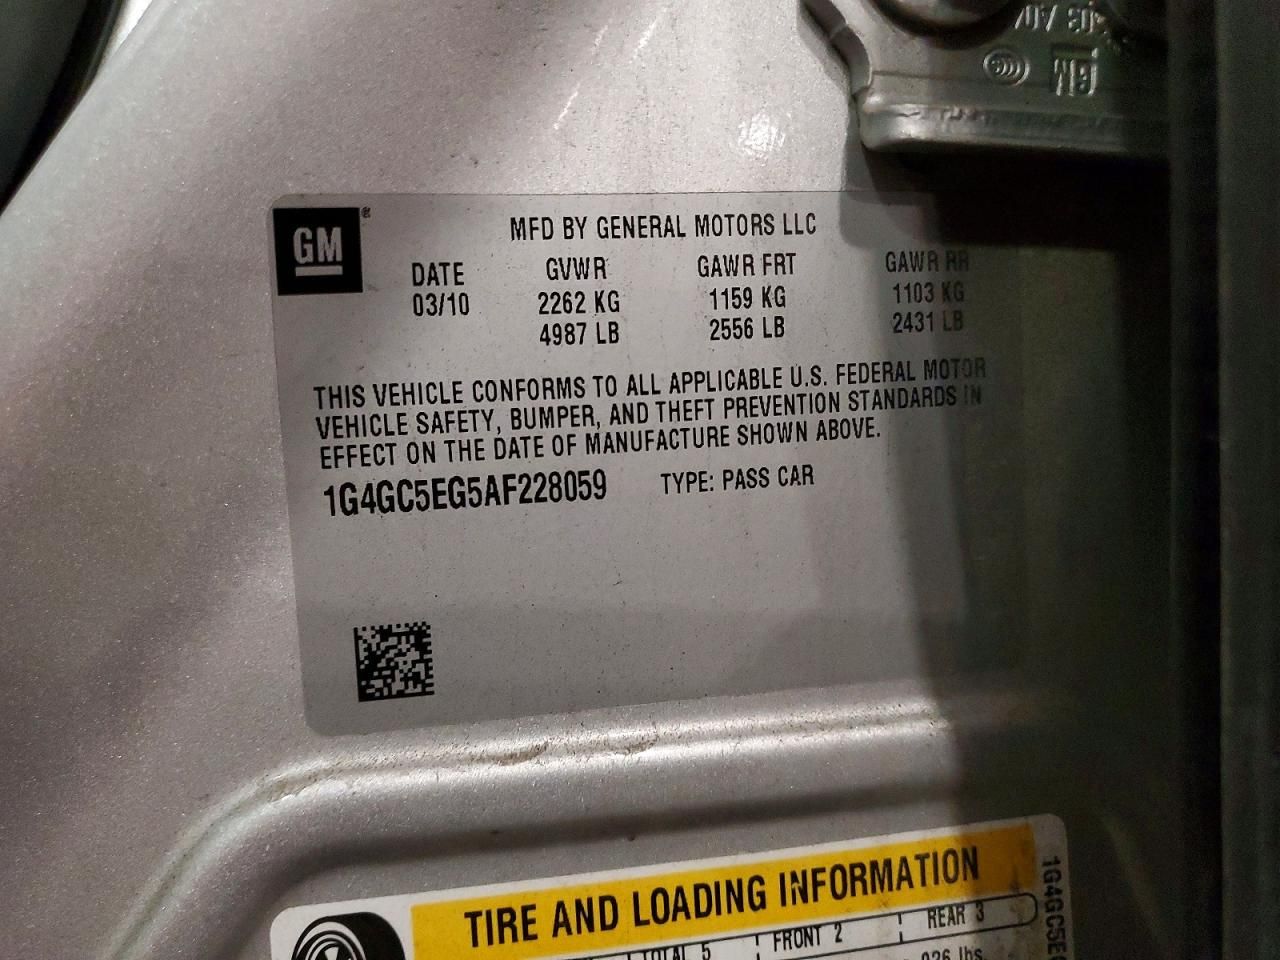 GM
GM ®
MFD BY GENERAL MOTORS LLC
DATE GVWR GAWR FRT GAWR RR
03/10 2262 KG 1159 KG 1103 KG
4987 LB 2556 LB 2431 LB
THIS VEHICLE CONFORMS TO ALL APPLICABLE U.S. FEDERAL MOTOR
VEHICLE SAFETY, BUMPER, AND THEFT PREVENTION STANDARDS IN
EFFECT ON THE DATE OF MANUFACTURE SHOWN ABOVE.
1G4GC5EG5AF228059 TYPE: PASS CAR
TIRE AND LOADING INFORMATION
TOTAL 5 FRONT 2 REAR 3
lbs.
1G4GC5E